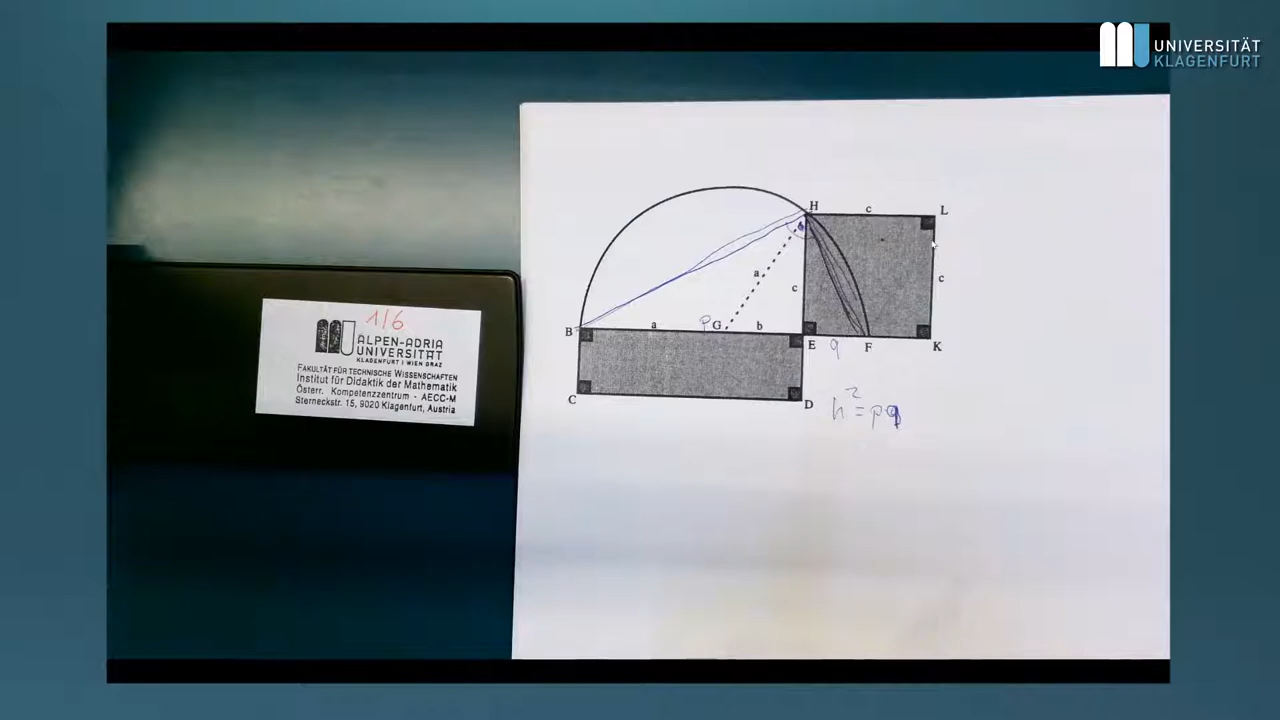 UNIVERSITÄT
KLAGENFURT
1/6
ALPEN-ADRIA
UNIVERSITÄT
KLAGENFURT I WIEN GRAZ
FAKULTÄT FÜR TECHNISCHE WISSENSCHAFTEN
Institut für Didaktik der Mathematik
Österr. Kompetenzzentrum - AECC-M
Sterneckstr. 15, 9020 Klagenfurt, Austria
H c L
a
c c
B a p G b E q F K
C D
h² = pq